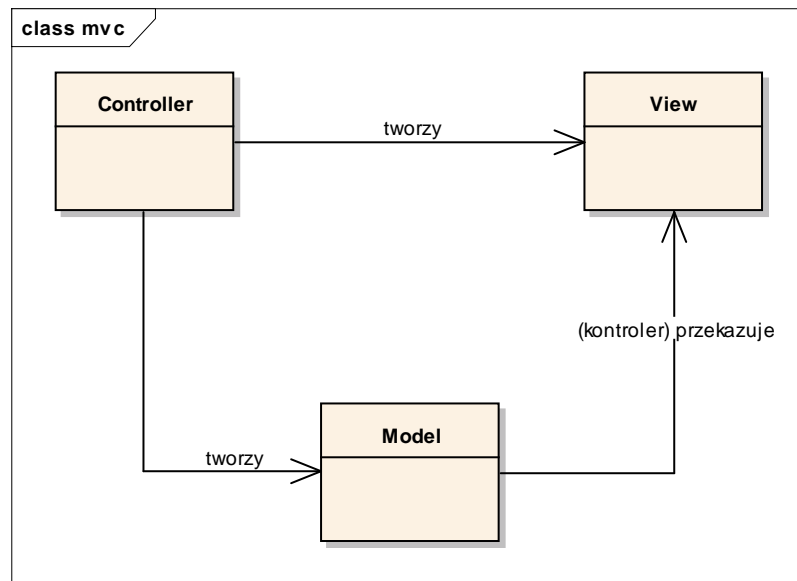 class mvc
Controller
View
tworzy
(kontroler) przekazuje
Model
tworzy